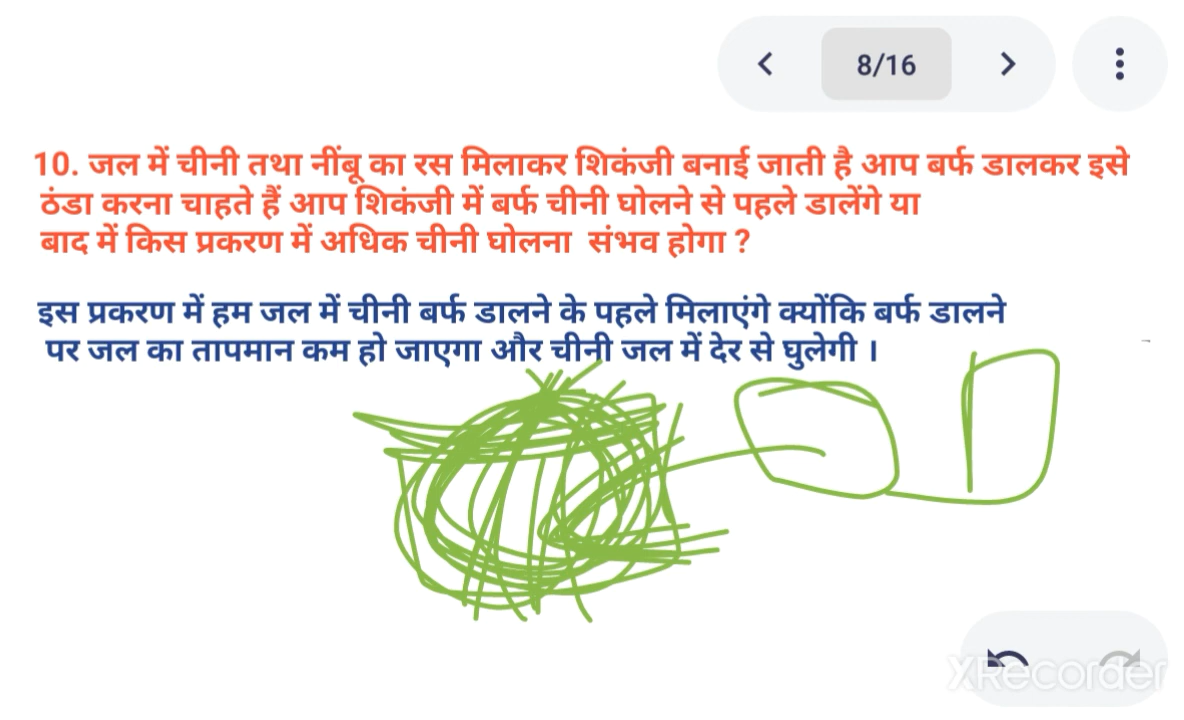 8/16
10. जल में चीनी तथा नींबू का रस मिलाकर शिकंजी बनाई जाती है आप बर्फ डालकर इसे
ठंडा करना चाहते हैं आप शिकंजी में बर्फ चीनी घोलने से पहले डालेंगे या
बाद में किस प्रकरण में अधिक चीनी घोलना संभव होगा ?
इस प्रकरण में हम जल में चीनी बर्फ डालने के पहले मिलाएंगे क्योंकि बर्फ डालने
पर जल का तापमान कम हो जाएगा और चीनी जल में देर से घुलेगी ।
XRecorder